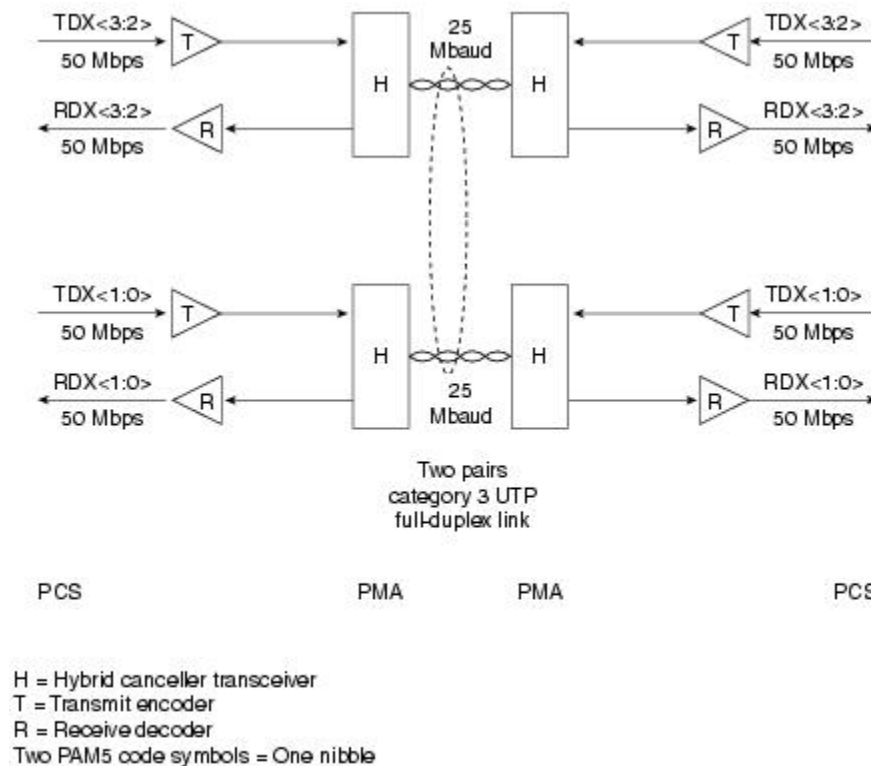 TDX<3:2>
50 Mbps
T
RDX<3:2>
50 Mbps
R
H
25
Mbaud
H
TDX<3:2>
50 Mbps
T
RDX<3:2>
50 Mbps
R
TDX<1:0>
50 Mbps
T
RDX<1:0>
50 Mbps
R
H
25
Mbaud
H
TDX<1:0>
50 Mbps
T
RDX<1:0>
50 Mbps
R
Two pairs
category 3 UTP
full-duplex link
PCS
PMA
PMA
PCS
H = Hybrid canceller transceiver
T = Transmit encoder
R = Receive decoder
Two PAM5 code symbols = One nibble